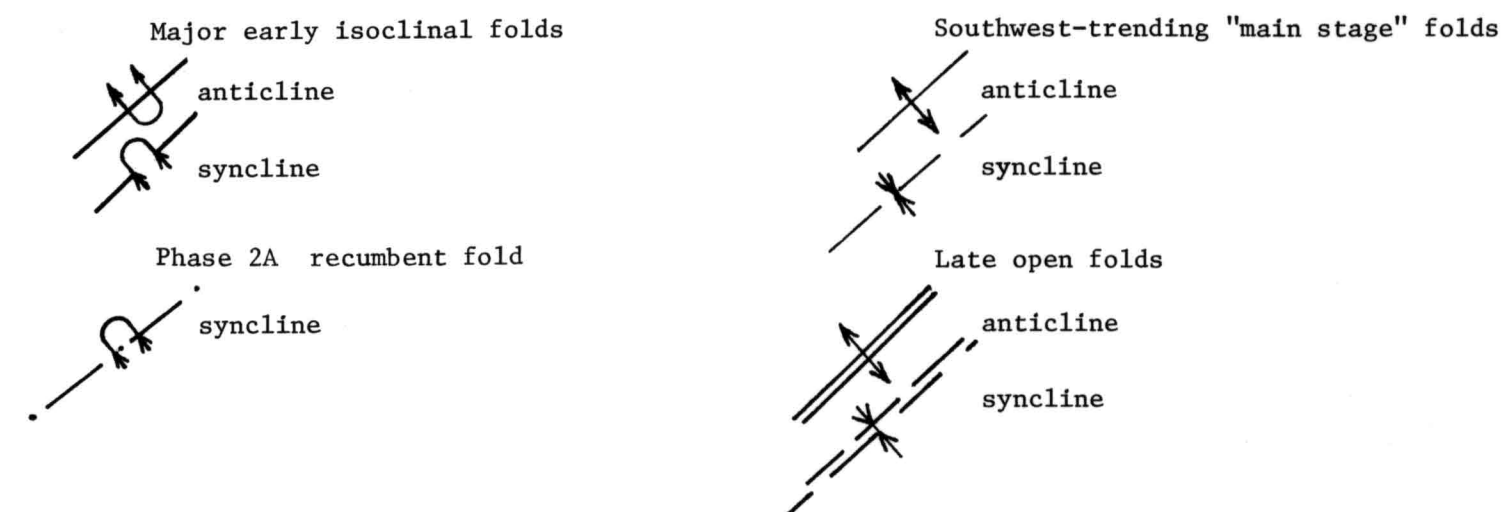 Major early isoclinal folds
anticline
syncline
Phase 2A recumbent fold
syncline
Southwest-trending "main stage" folds
anticline
syncline
Late open folds
anticline
syncline